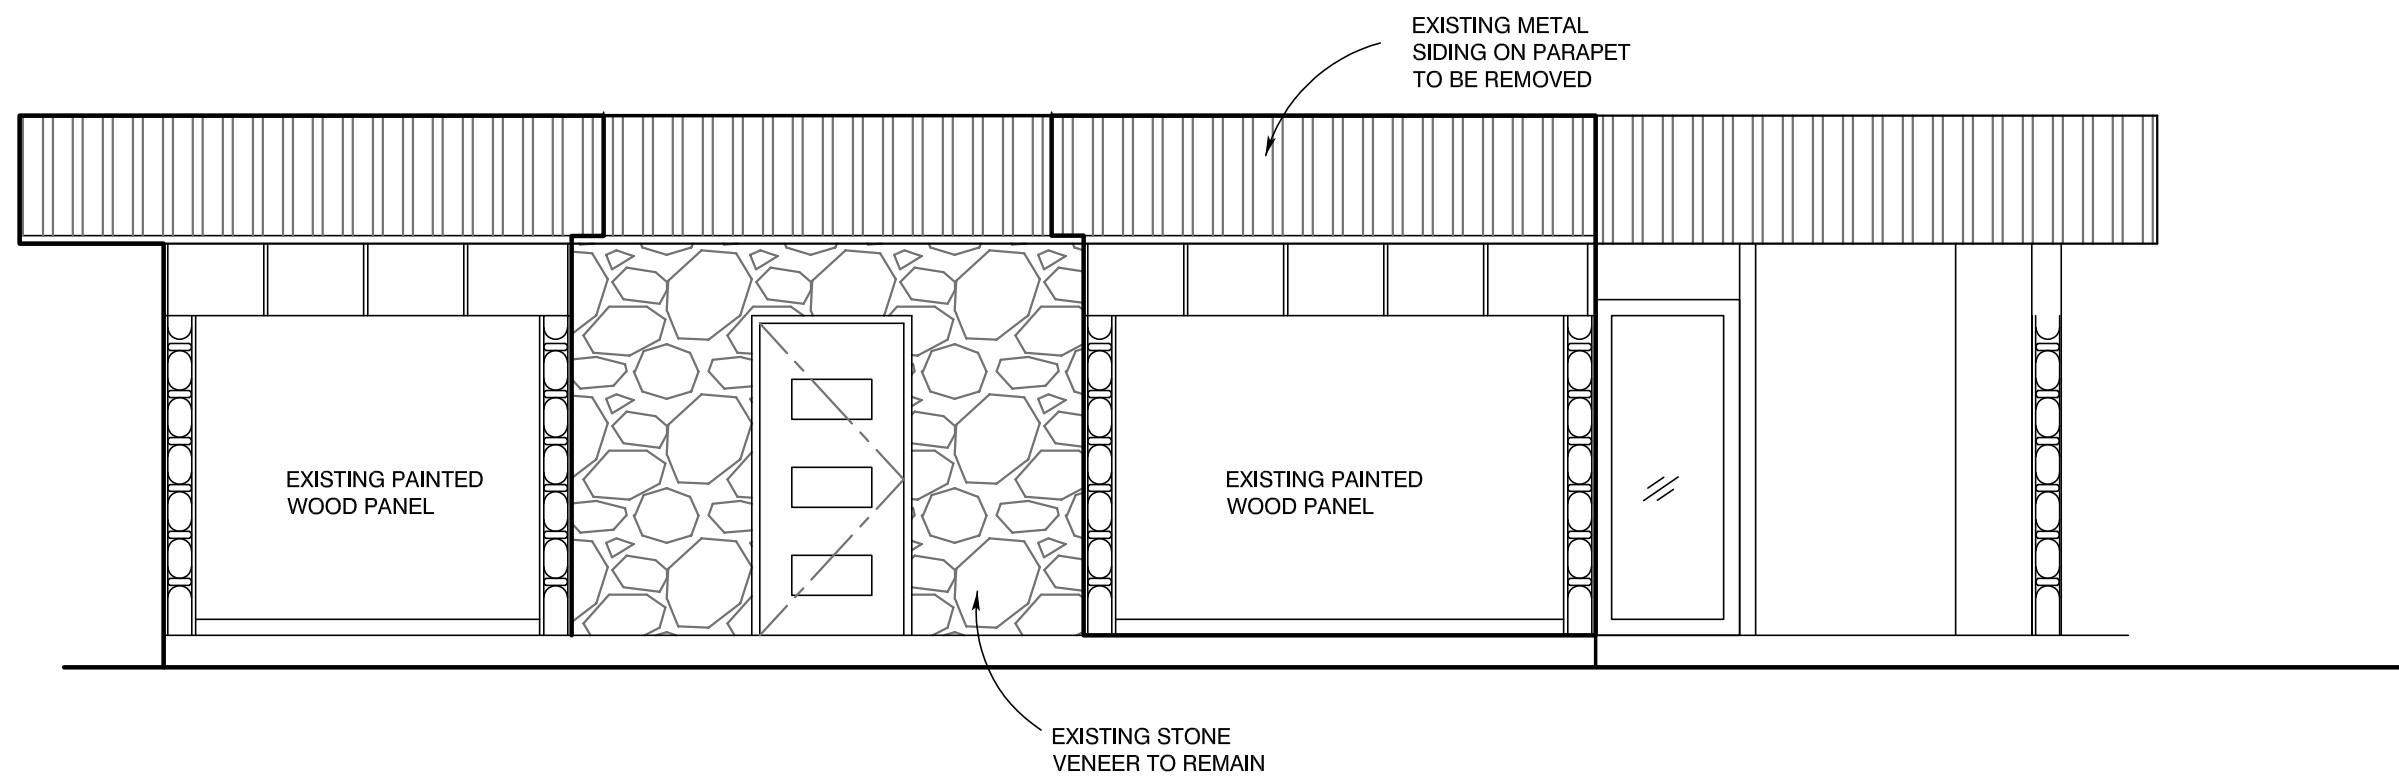 EXISTING METAL
SIDING ON PARAPET
TO BE REMOVED
EXISTING PAINTED
WOOD PANEL
EXISTING PAINTED
WOOD PANEL
EXISTING STONE
VENEER TO REMAIN